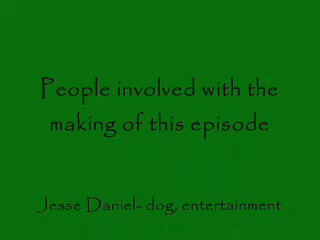 People involved with the
making of this episode
Jesse Daniel- dog, entertainment